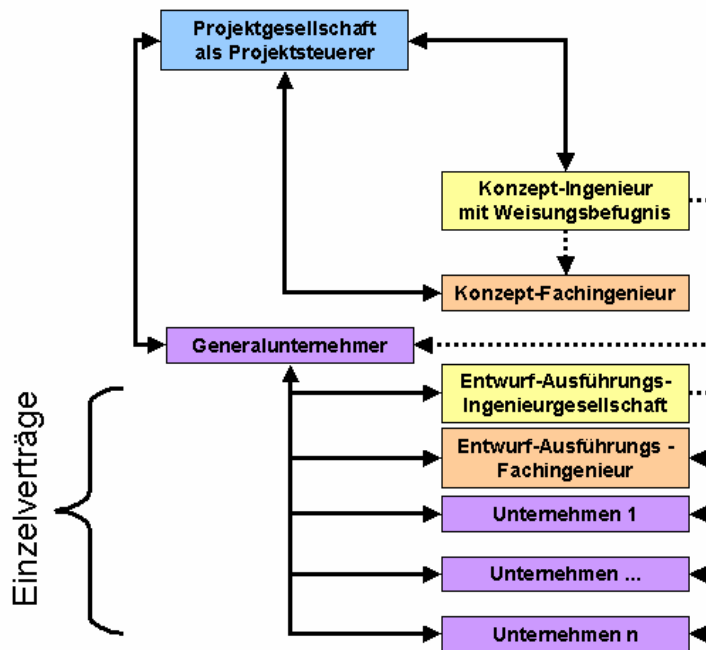 Projektgesellschaft
als Projektsteuerer
Konzept-Ingenieur
mit Weisungsbefugnis
Konzept-Fachingenieur
Generalunternehmer
Einzelverträge
Entwurf-Ausführungs-
Ingenieurgesellschaft
Entwurf-Ausführungs -
Fachingenieur
Unternehmen 1
Unternehmen ...
Unternehmen n